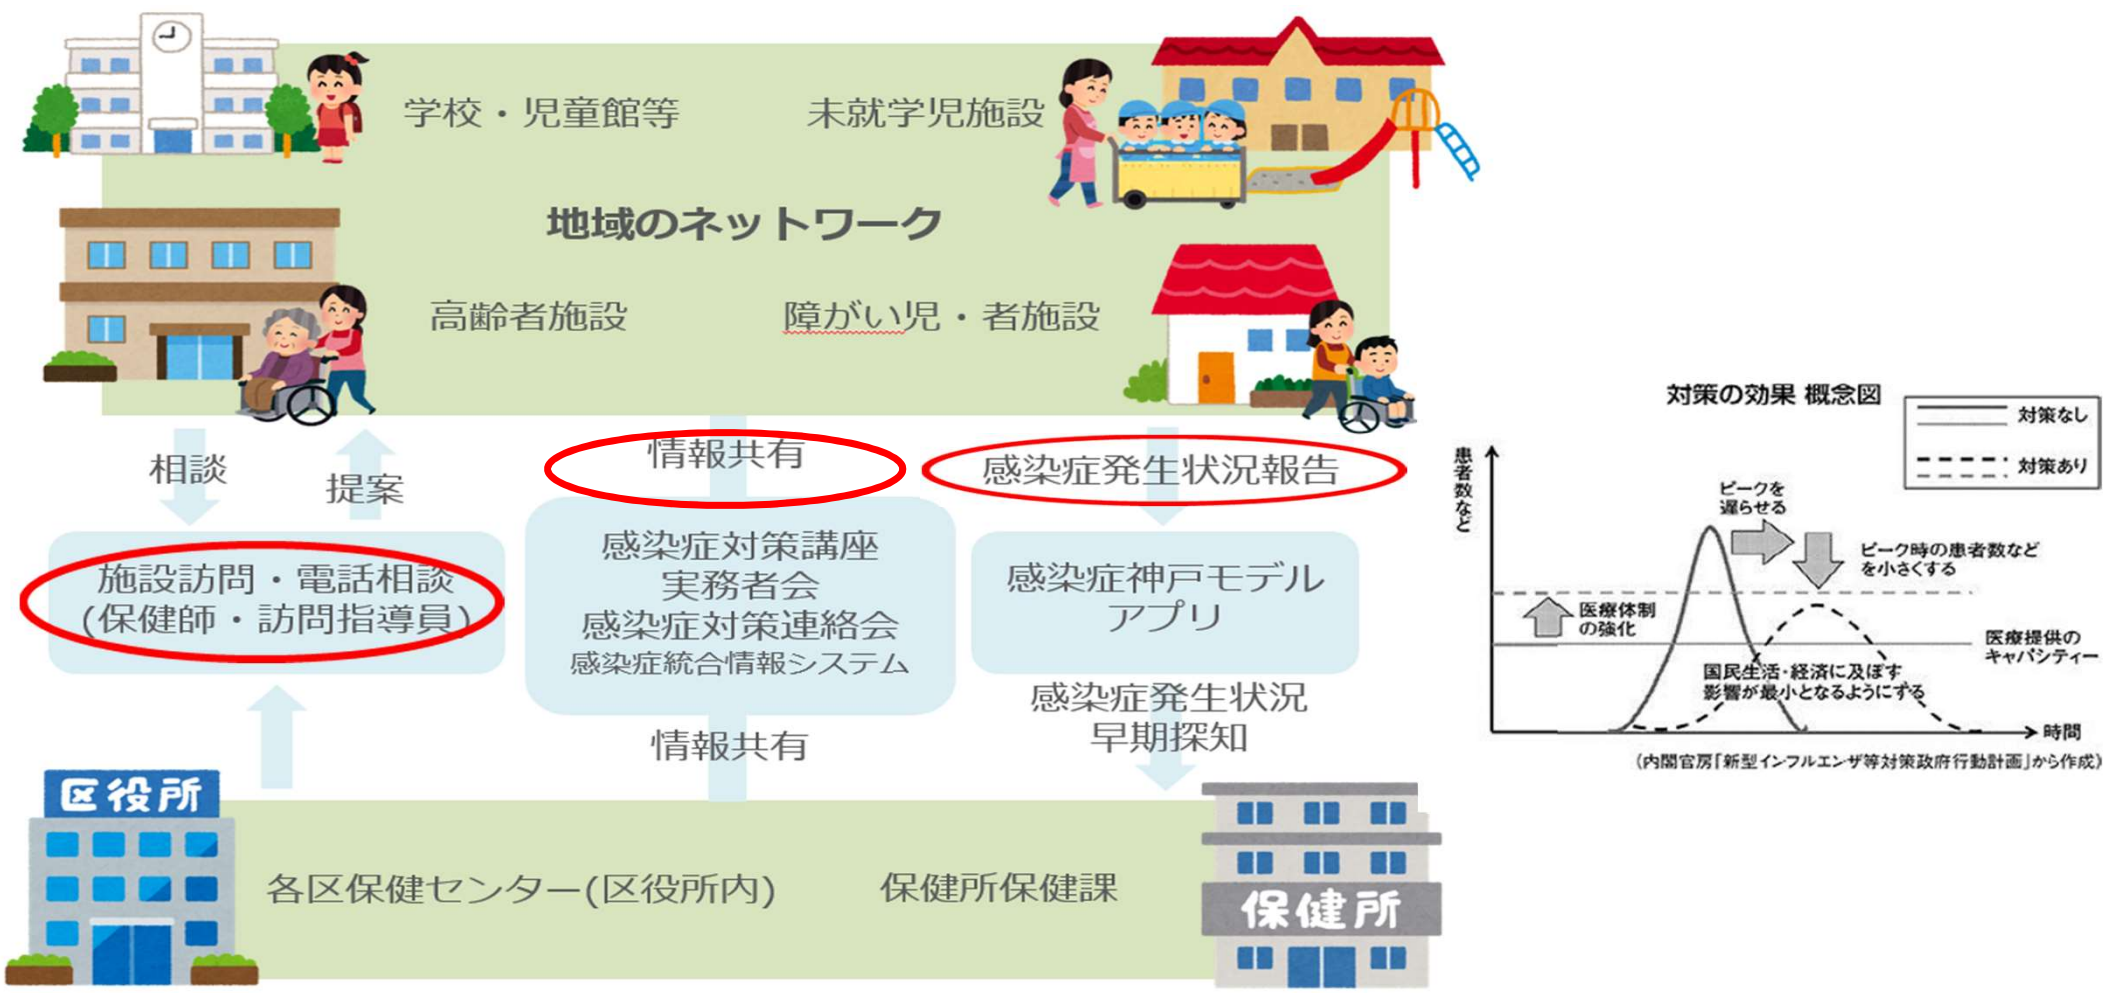 学校・児童館等
未就学児施設
地域のネットワーク
高齢者施設
障がい児・者施設
相談
提案
情報共有
感染症発生状況報告
施設訪問・電話相談
(保健師・訪問指導員)
感染症対策講座
実務者会
感染症対策連絡会
感染症統合情報システム
感染症神戸モデル
アプリ
情報共有
感染症発生状況
早期探知
区役所
各区保健センター(区役所内)
保健所保健課
保健所
対策の効果 概念図
対策なし
対策あり
患者数など
ピークを
遅らせる
ピーク時の患者数など
を小さくする
医療体制
の強化
医療提供の
キャパシティー
国民生活・経済に及ぼす
影響が最小となるようにする
時間
(内閣官房「新型インフルエンザ等対策政府行動計画」から作成)